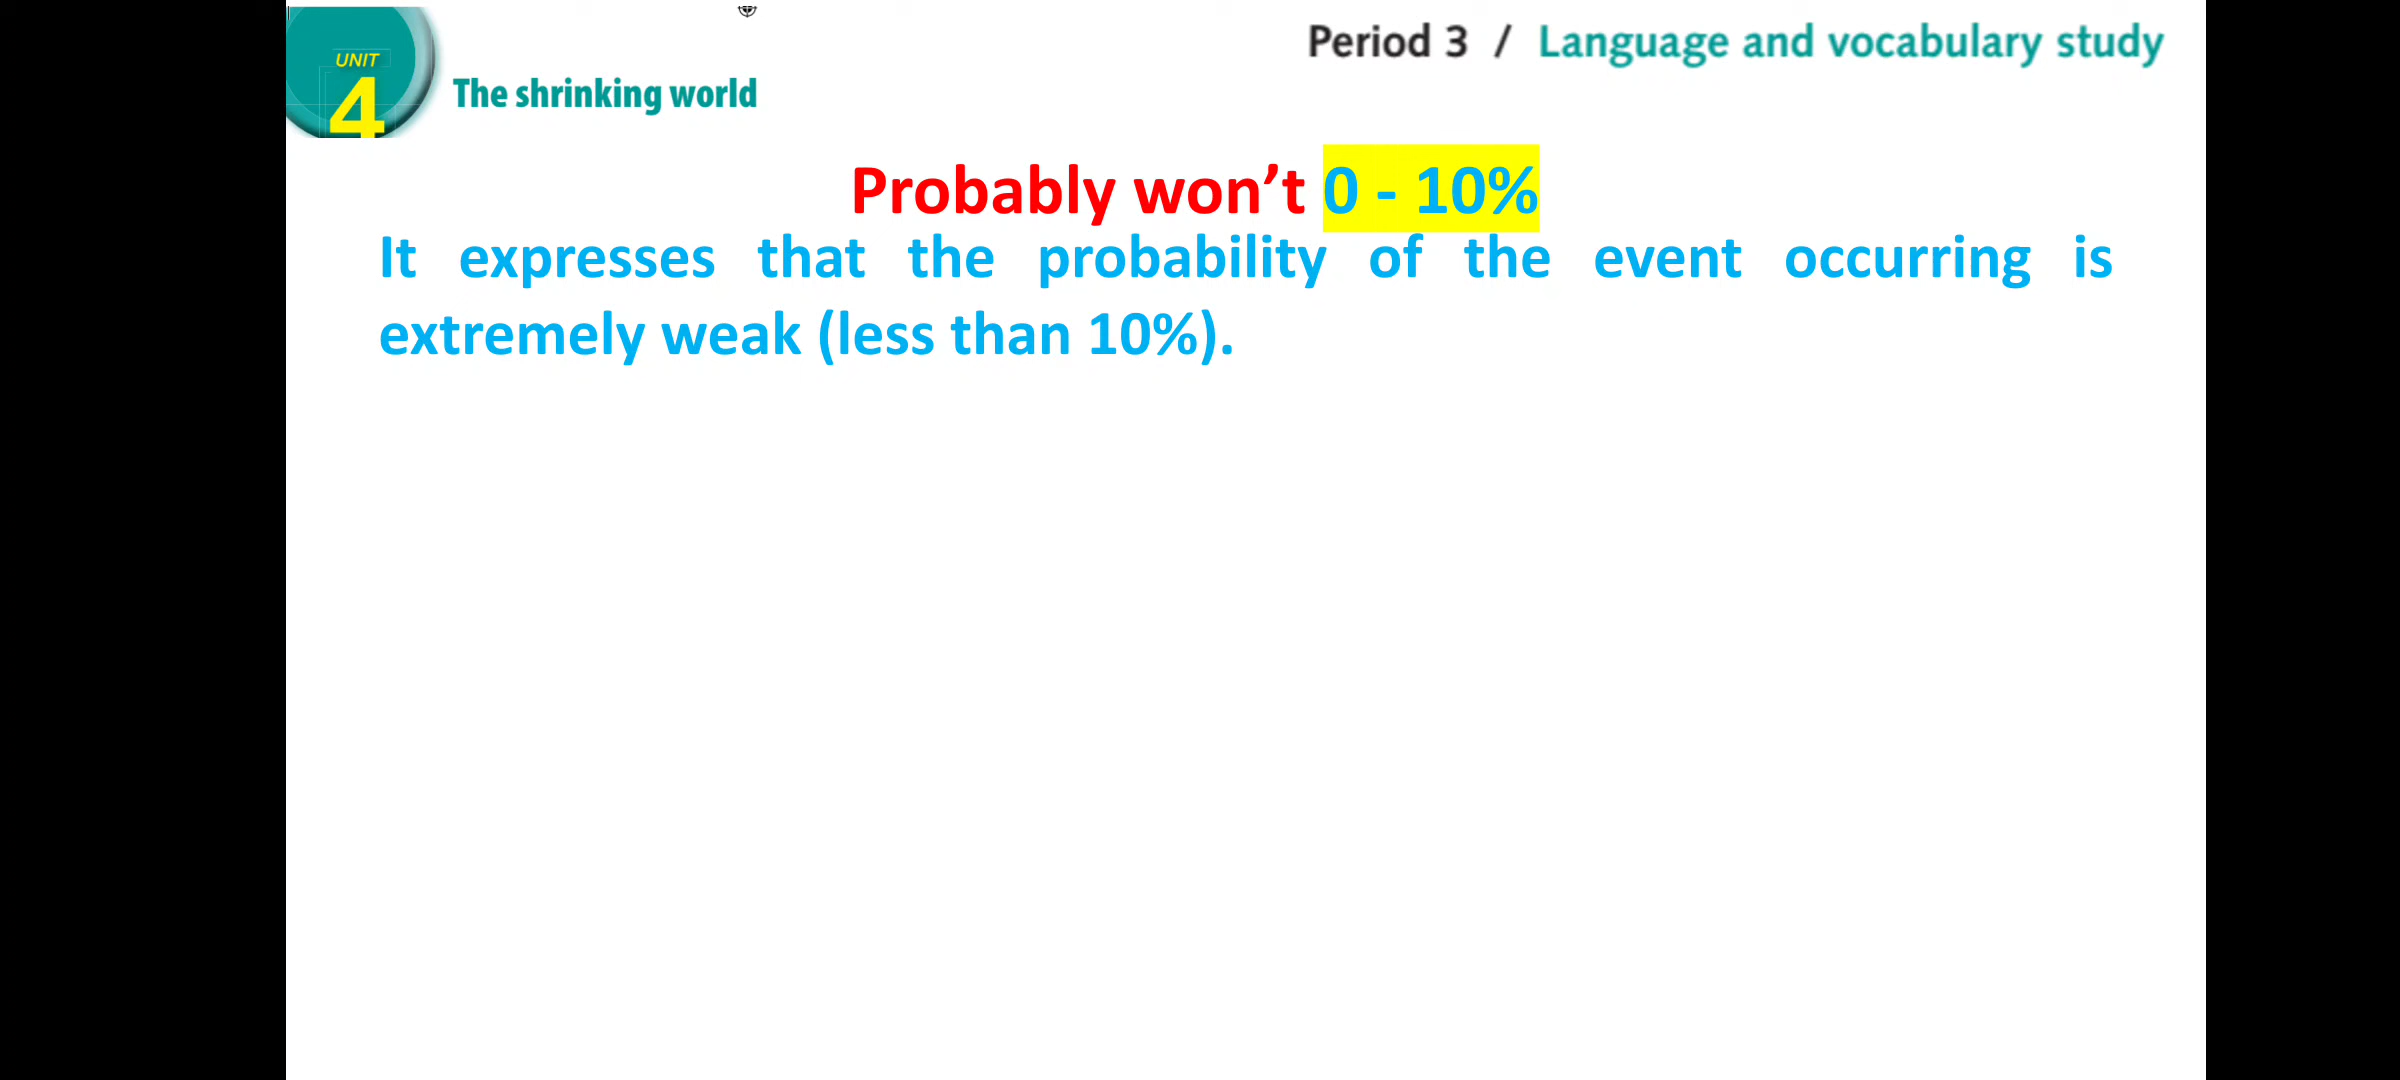 UNIT
4
The shrinking world
Period 3 / Language and vocabulary study
Probably won’t 0 - 10%
It expresses that the probability of the event occurring is
extremely weak (less than 10%).